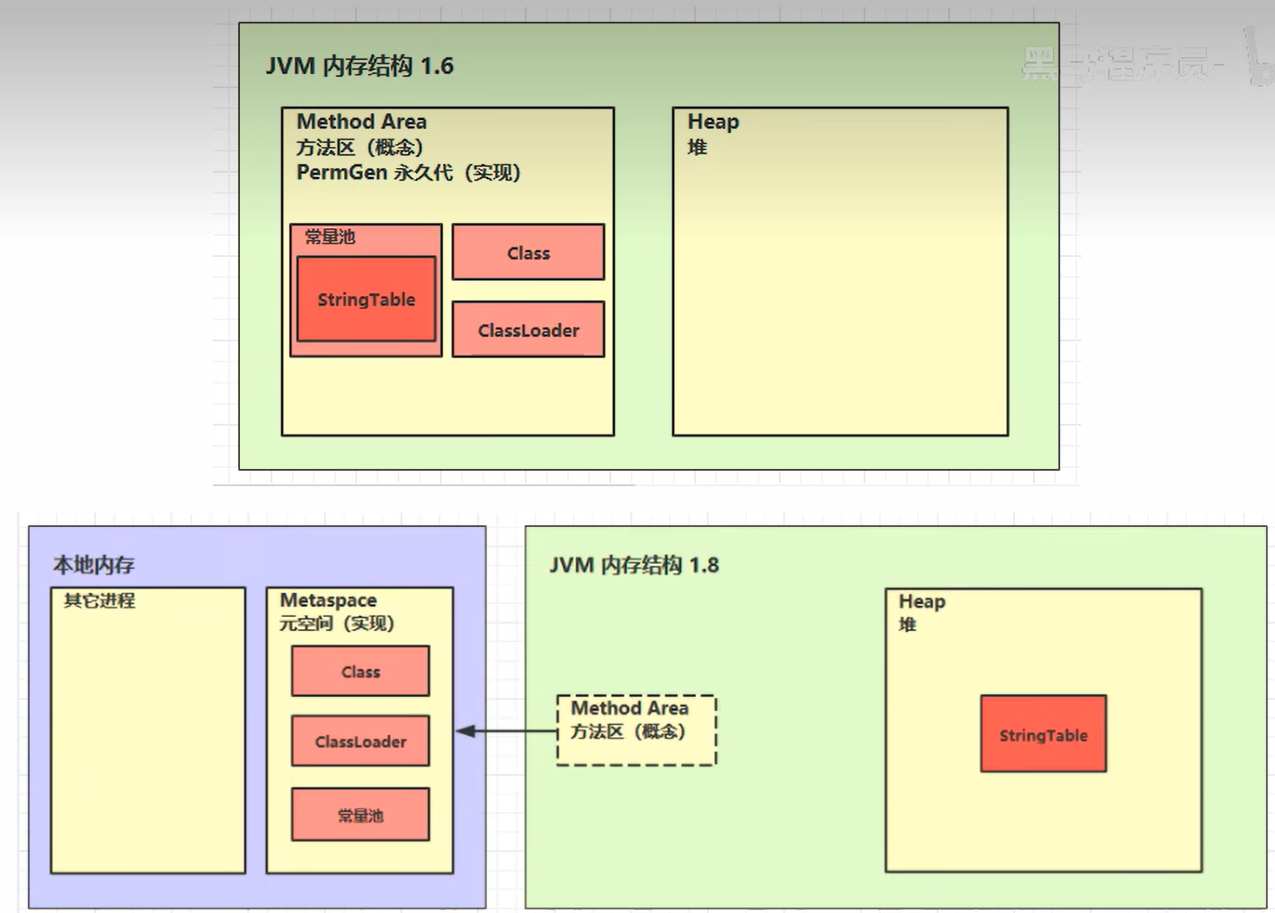 黑马程序员-
JVM 内存结构 1.6
Method Area
方法区（概念）
PermGen 永久代（实现）
常量池
StringTable
Class
ClassLoader
Heap
堆
本地内存
其它进程
Metaspace
元空间（实现）
Class
ClassLoader
常量池
JVM 内存结构 1.8
Method Area
方法区（概念）
Heap
堆
StringTable